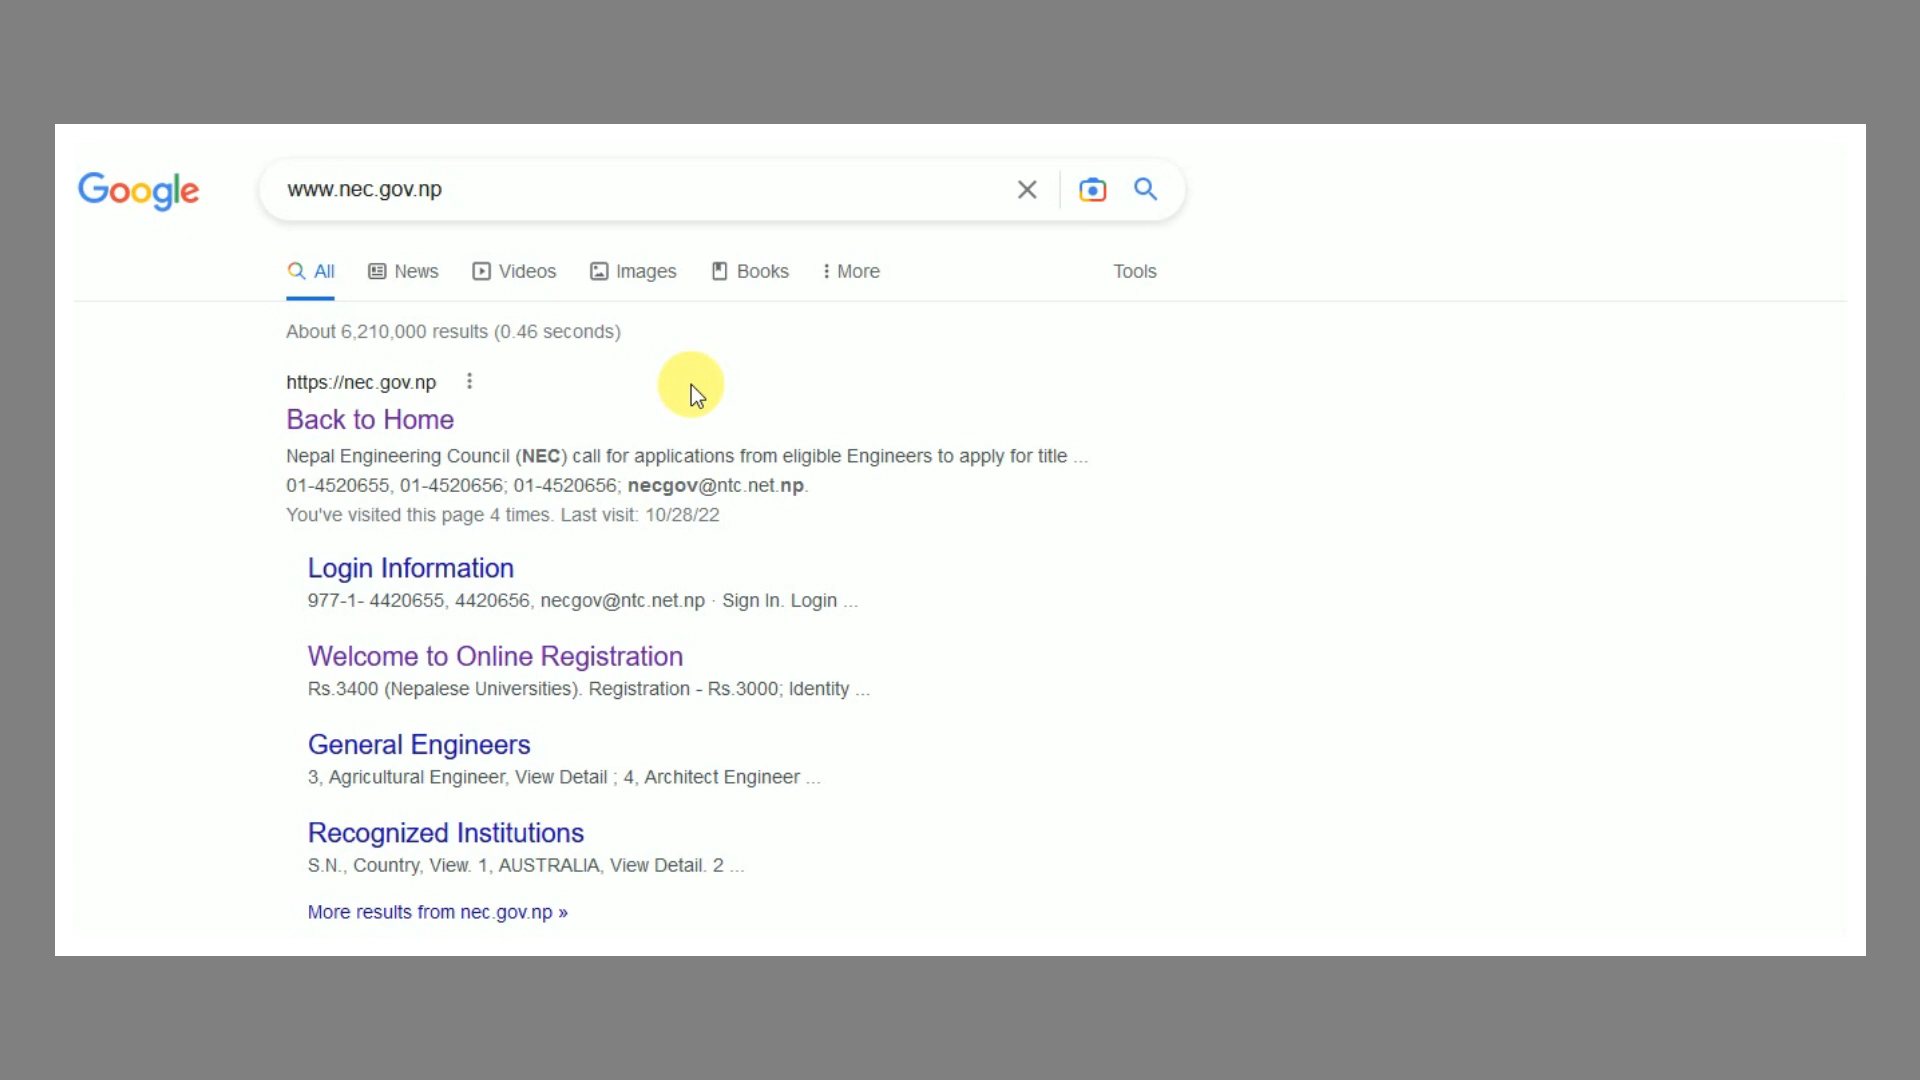 Google
www.nec.gov.np
All News Videos Images Books More Tools
About 6,210,000 results (0.46 seconds)
https://nec.gov.np
Back to Home
Nepal Engineering Council (NEC) call for applications from eligible Engineers to apply for title ...
01-4520655, 01-4520656; 01-4520656; necgov@ntc.net.np.
You've visited this page 4 times. Last visit: 10/28/22
Login Information
977-1- 4420655, 4420656, necgov@ntc.net.np · Sign In. Login ...
Welcome to Online Registration
Rs.3400 (Nepalese Universities). Registration - Rs.3000; Identity ...
General Engineers
3, Agricultural Engineer, View Detail ; 4, Architect Engineer ...
Recognized Institutions
S.N., Country, View. 1, AUSTRALIA, View Detail. 2 ...
More results from nec.gov.np »